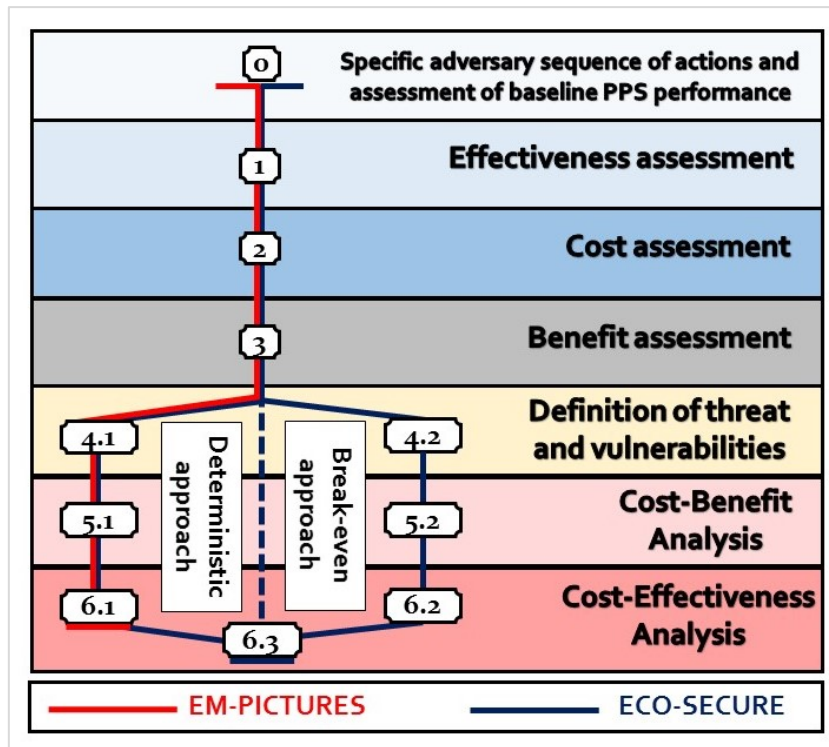 0
Specific adversary sequence of actions and
assessment of baseline PPS performance
1
Effectiveness assessment
2
Cost assessment
3
Benefit assessment
Definition of threat
and vulnerabilities
4.1
4.2
Deterministic
approach
Break-even
approach
5.1
5.2
Cost-Benefit
Analysis
6.1
6.2
6.3
Cost-Effectiveness
Analysis
EM-PICTURES
ECO-SECURE